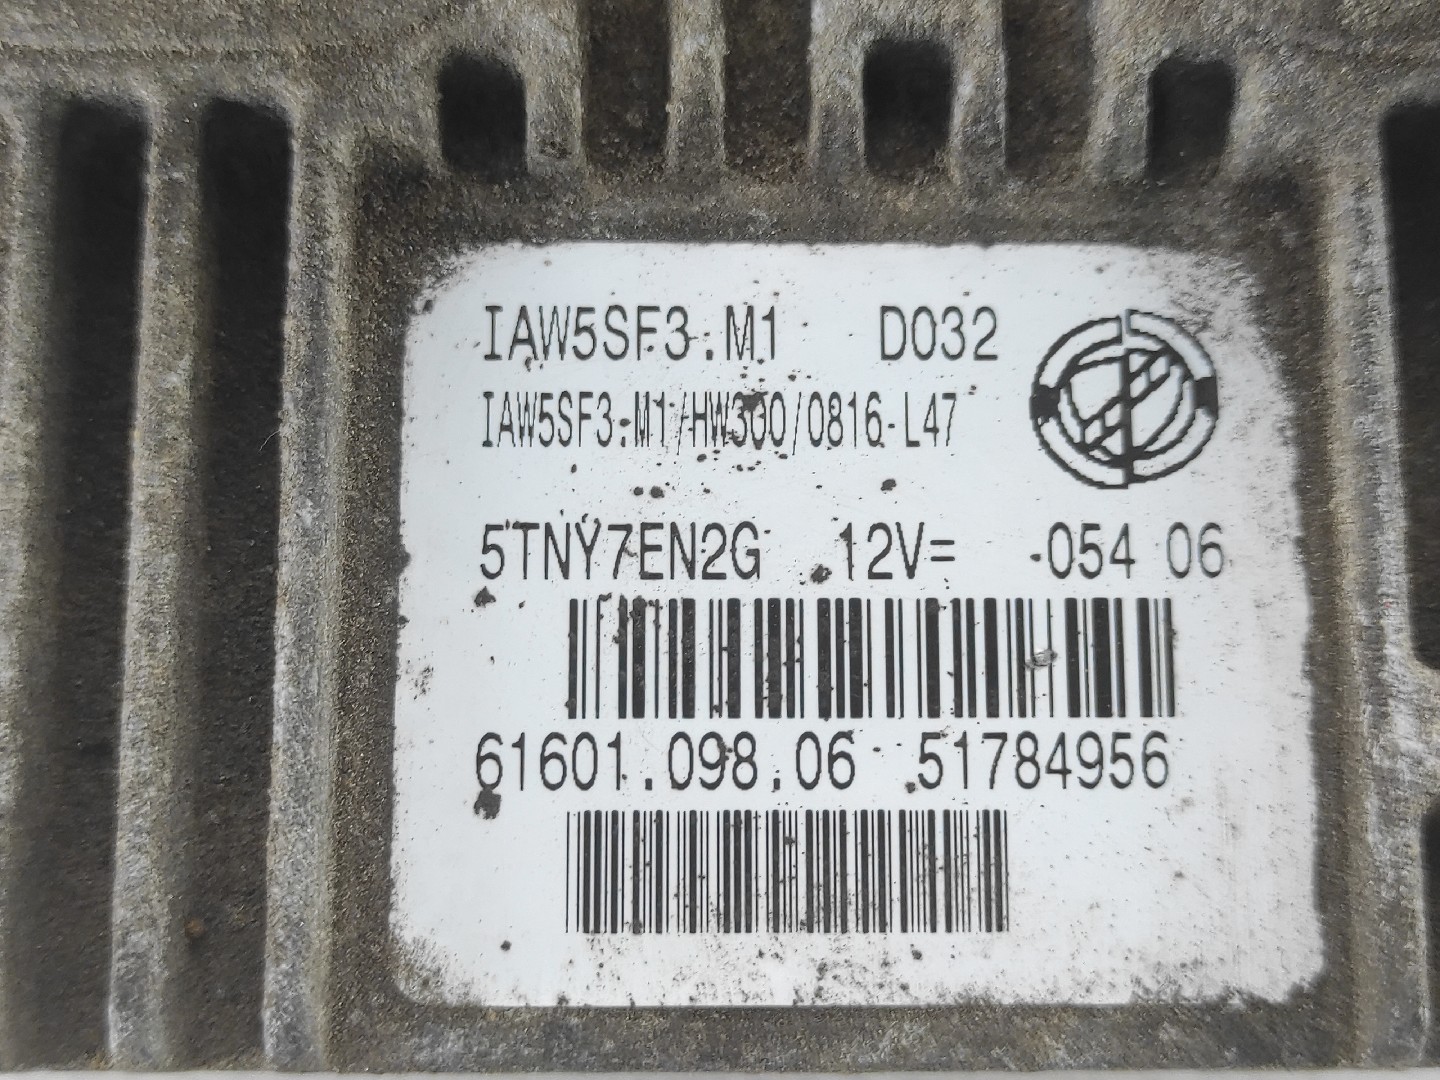 IAW5SF3.M1 D032
IAW5SF3.M1/HW300/0816-L47
5TNY7EN2G 12V= 054 06
61601.098.06 51784956